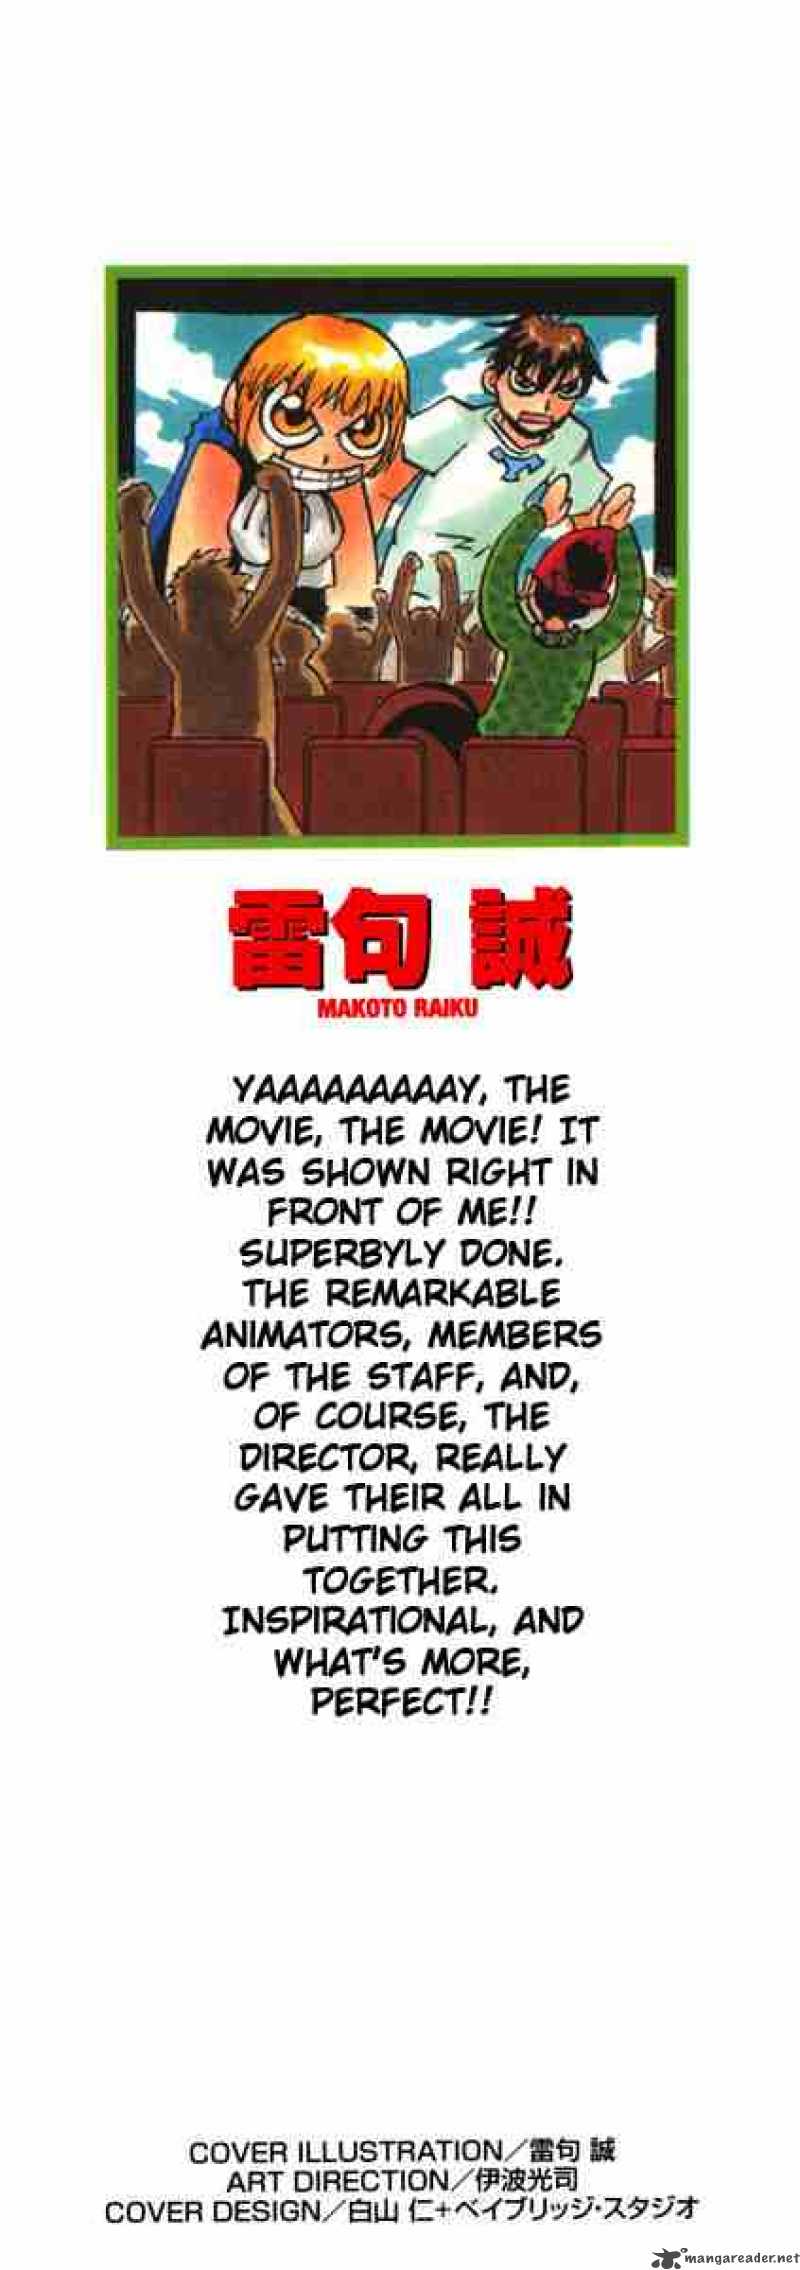 雷句 誠
MAKOTO RAIKU
YAAAAAAAAAY, THE
MOVIE, THE MOVIE! IT
WAS SHOWN RIGHT IN
FRONT OF ME!!
SUPERBYLY DONE.
THE REMARKABLE
ANIMATORS, MEMBERS
OF THE STAFF, AND,
OF COURSE, THE
DIRECTOR, REALLY
GAVE THEIR ALL IN
PUTTING THIS
TOGETHER.
INSPIRATIONAL, AND
WHAT'S MORE,
PERFECT!!
COVER ILLUSTRATION／雷句 誠
ART DIRECTION／伊波光司
COVER DESIGN／白山 仁+ベイブリッジ・スタジオ
mangareader.net